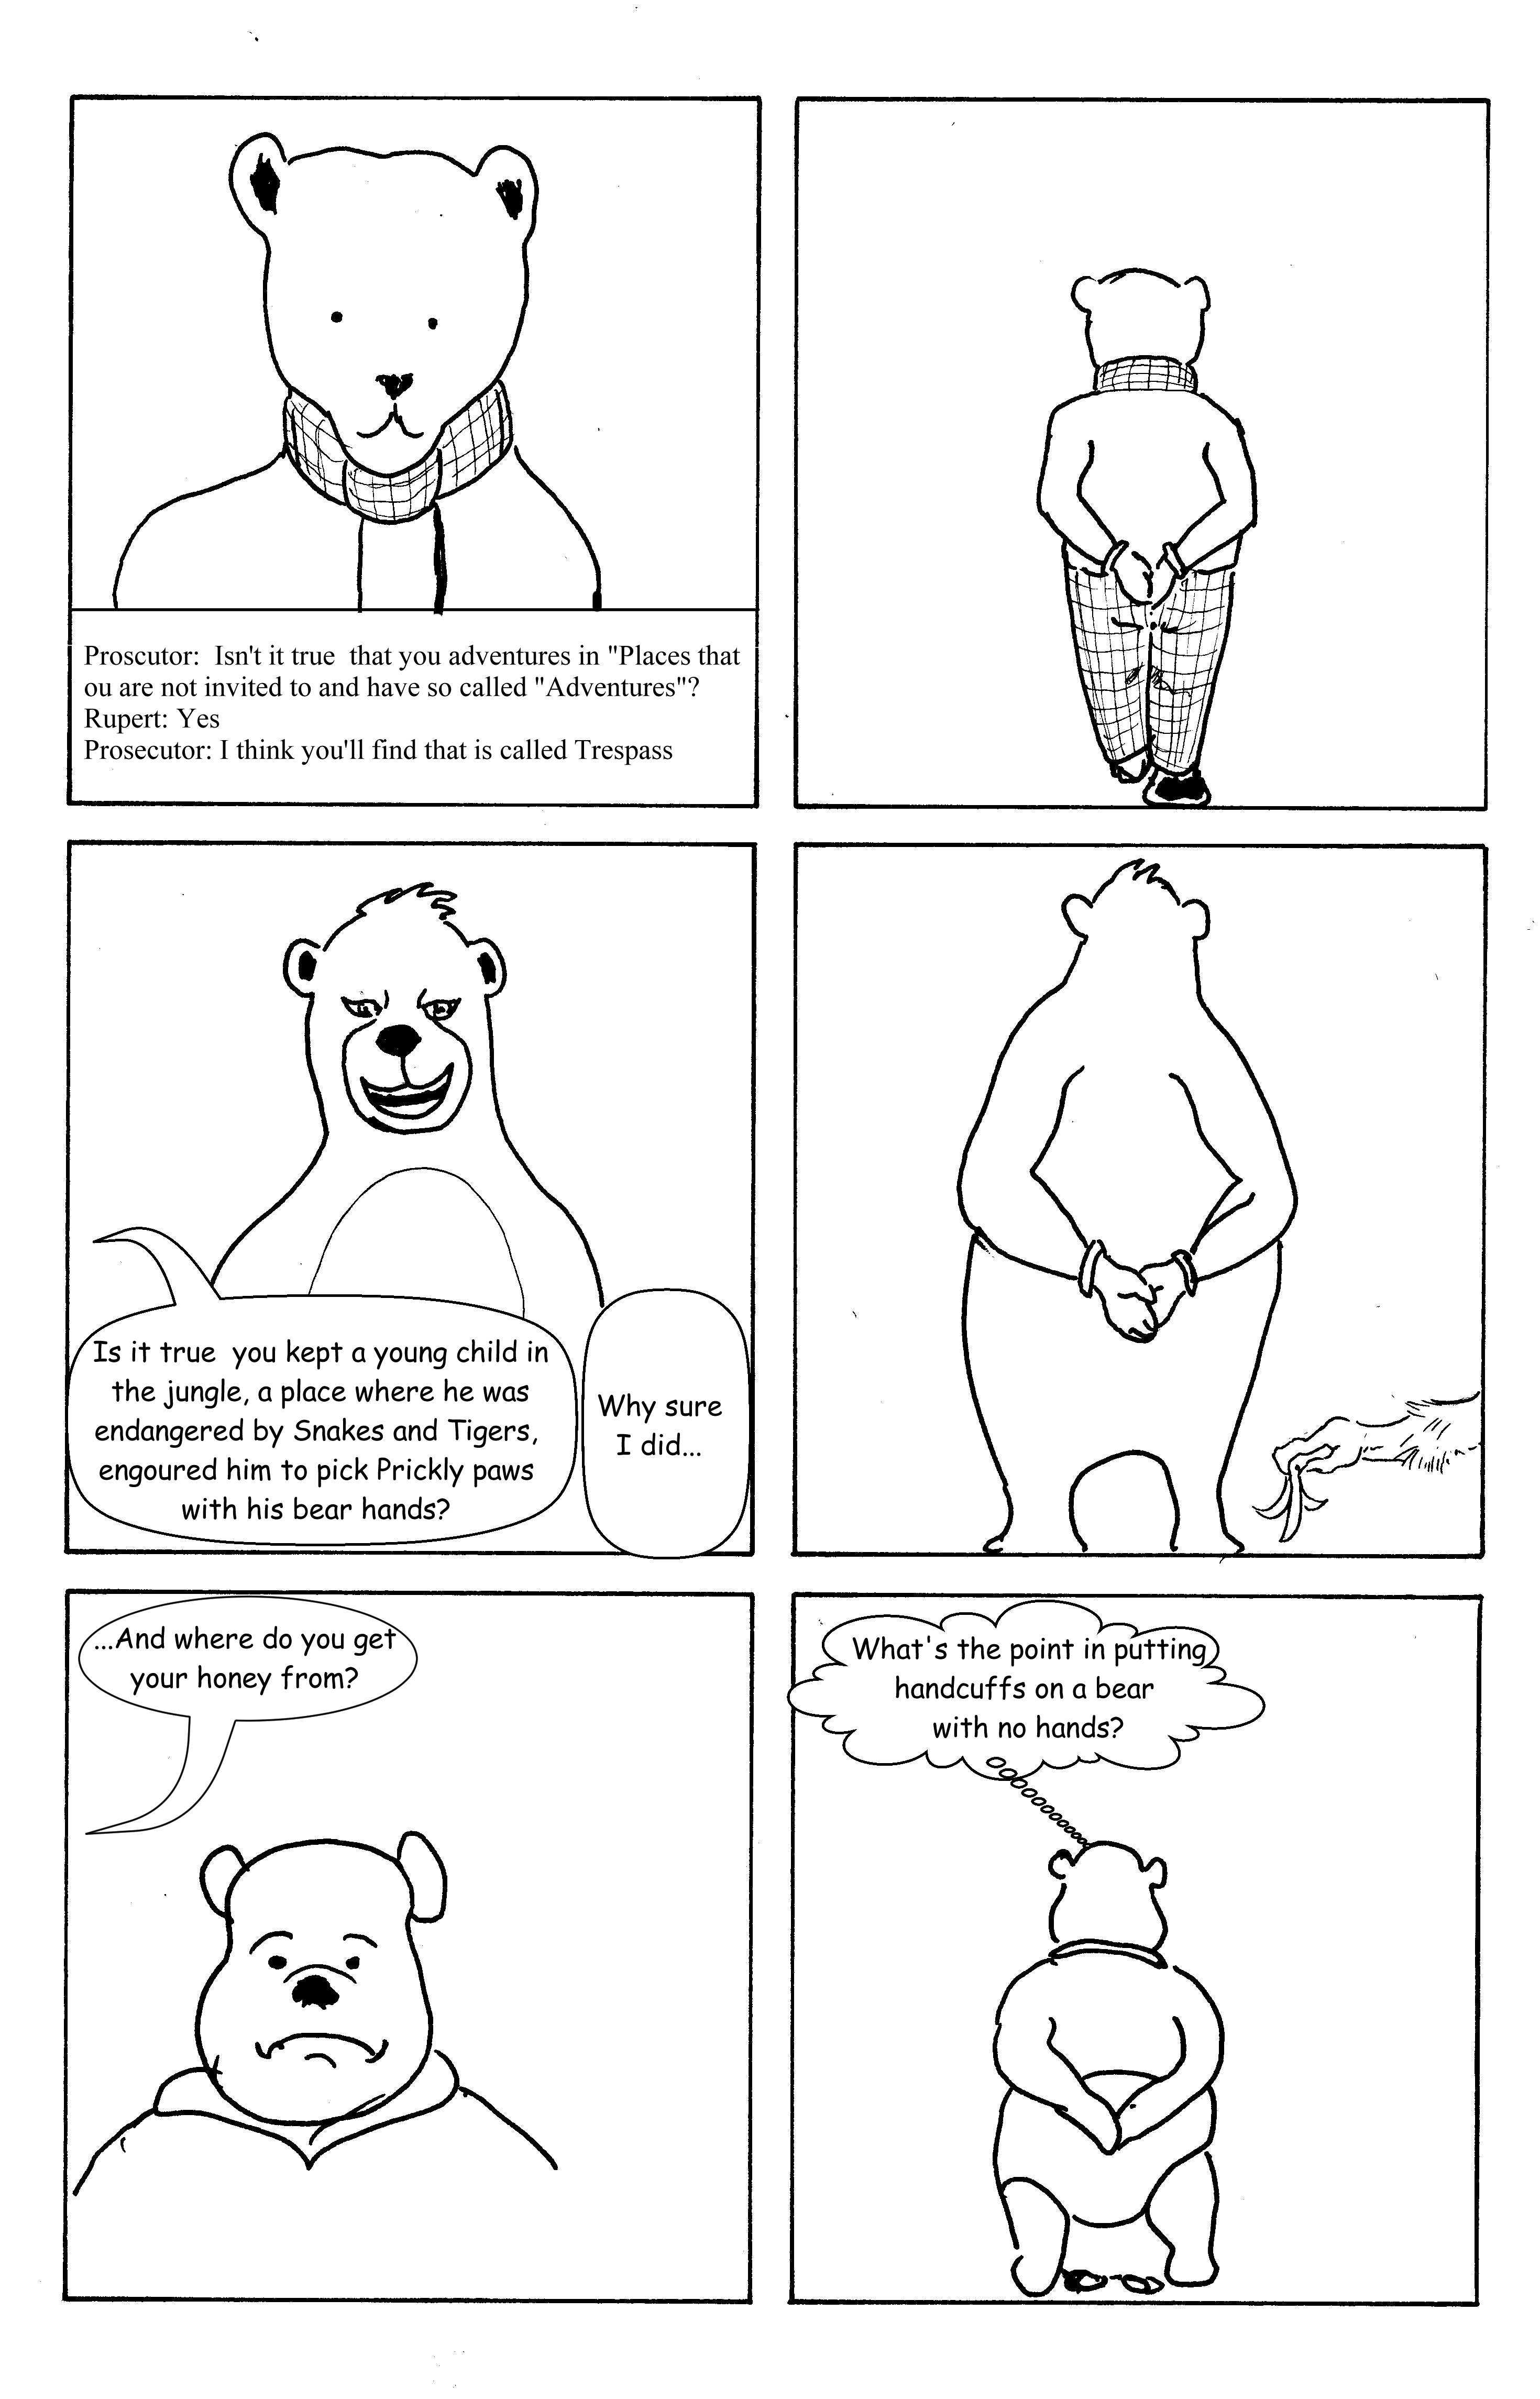 Proscutor:  Isn't it true  that you adventures in "Places that
ou are not invited to and have so called "Adventures"?
Rupert: Yes
Prosecutor: I think you'll find that is called Trespass
Is it true  you kept a young child in
the jungle, a place where he was
endangered by Snakes and Tigers,
engoured him to pick Prickly paws
with his bear hands?
Why sure
I did...
...And where do you get
your honey from?
What's the point in putting
handcuffs on a bear
with no hands?